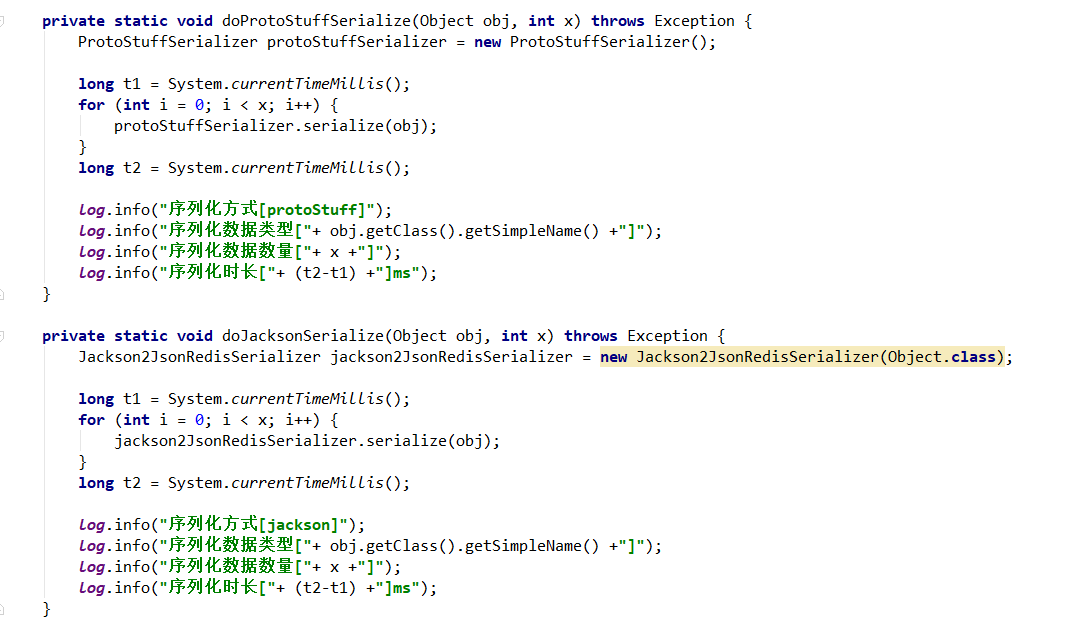 private static void doProtoStuffSerialize(Object obj, int x) throws Exception {
    ProtoStuffSerializer protoStuffSerializer = new ProtoStuffSerializer();

    long t1 = System.currentTimeMillis();
    for (int i = 0; i < x; i++) {
        protoStuffSerializer.serialize(obj);
    }
    long t2 = System.currentTimeMillis();

    log.info("序列化方式[protoStuff]");
    log.info("序列化数据类型["+ obj.getClass().getSimpleName() +"]");
    log.info("序列化数据数量["+ x +"]");
    log.info("序列化时长["+ (t2-t1) +"]ms");
}

private static void doJacksonSerialize(Object obj, int x) throws Exception {
    Jackson2JsonRedisSerializer jackson2JsonRedisSerializer = new Jackson2JsonRedisSerializer(Object.class);

    long t1 = System.currentTimeMillis();
    for (int i = 0; i < x; i++) {
        jackson2JsonRedisSerializer.serialize(obj);
    }
    long t2 = System.currentTimeMillis();

    log.info("序列化方式[jackson]");
    log.info("序列化数据类型["+ obj.getClass().getSimpleName() +"]");
    log.info("序列化数据数量["+ x +"]");
    log.info("序列化时长["+ (t2-t1) +"]ms");
}